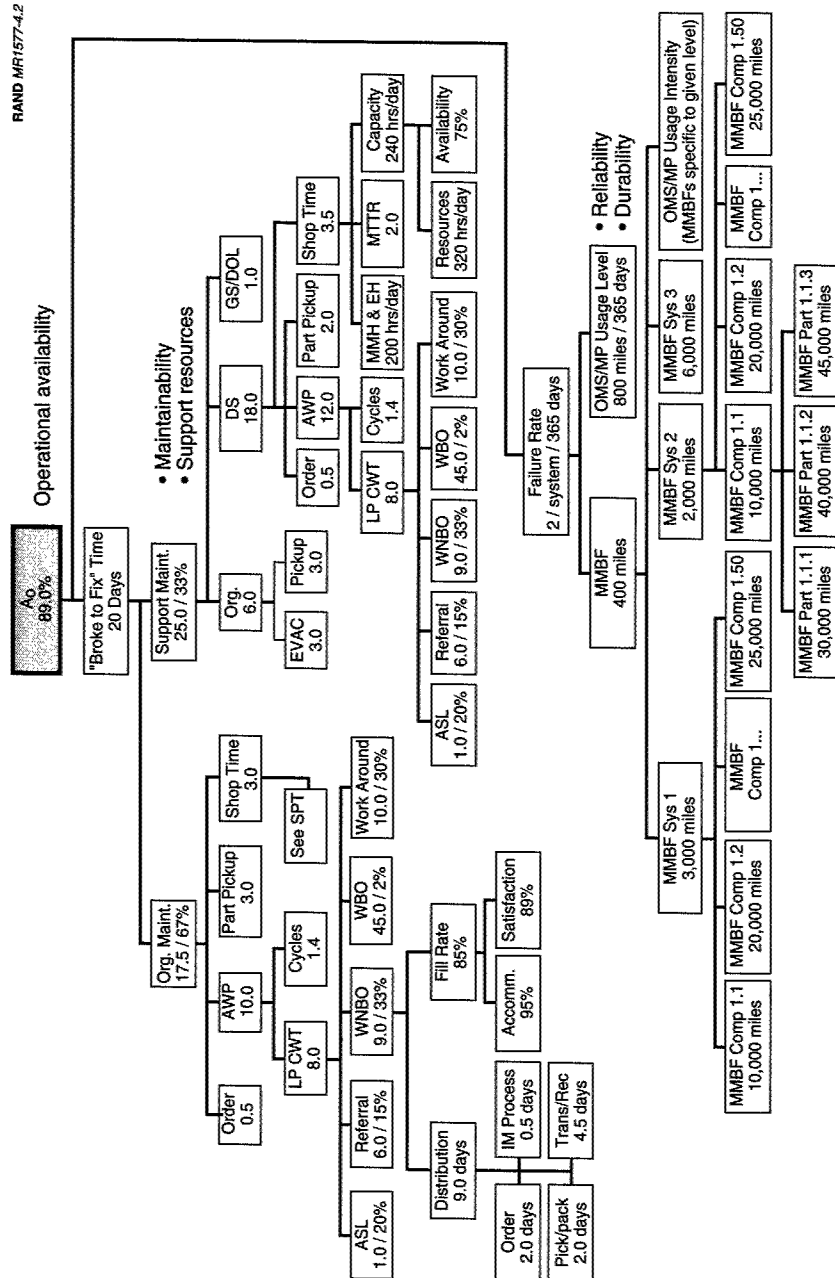 RAND MR1577-4.2
Ao
89.0%
Operational availability
"Broke to Fix" Time
20 Days
• Maintainability
• Support resources
Org. Maint.
17.5 / 67%
Support Maint.
25.0 / 33%
Order
0.5
AWP
10.0
Part Pickup
3.0
Shop Time
3.0
Org.
6.0
DS
18.0
GS/DOL
1.0
LP CWT
8.0
Cycles
1.4
See SPT
EVAC
3.0
Pickup
3.0
Order
0.5
AWP
12.0
Part Pickup
2.0
Shop Time
3.5
ASL
1.0 / 20%
Referral
6.0 / 15%
WNBO
9.0 / 33%
WBO
45.0 / 2%
Work Around
10.0 / 30%
LP CWT
8.0
Cycles
1.4
MMH & EH
200 hrs/day
MTTR
2.0
Capacity
240 hrs/day
Distribution
9.0 days
Fill Rate
85%
ASL
1.0 / 20%
Referral
6.0 / 15%
WNBO
9.0 / 33%
WBO
45.0 / 2%
Work Around
10.0 / 30%
Resources
320 hrs/day
Availability
75%
Order
2.0 days
IM Process
0.5 days
Pick/pack
2.0 days
Trans/Rec
4.5 days
Accomm.
95%
Satisfaction
89%
Failure Rate
2 / system / 365 days
• Reliability
• Durability
MMBF
400 miles
OMS/MP Usage Level
800 miles / 365 days
MMBF Sys 1
3,000 miles
MMBF Sys 2
2,000 miles
MMBF Sys 3
6,000 miles
OMS/MP Usage Intensity
(MMBFs specific to given level)
MMBF Comp 1.1
10,000 miles
MMBF Comp 1.2
20,000 miles
MMBF
Comp 1...
MMBF Comp 1.50
25,000 miles
MMBF Comp 1.1
10,000 miles
MMBF Comp 1.2
20,000 miles
MMBF
Comp 1...
MMBF Comp 1.50
25,000 miles
MMBF Part 1.1.1
30,000 miles
MMBF Part 1.1.2
40,000 miles
MMBF Part 1.1.3
45,000 miles